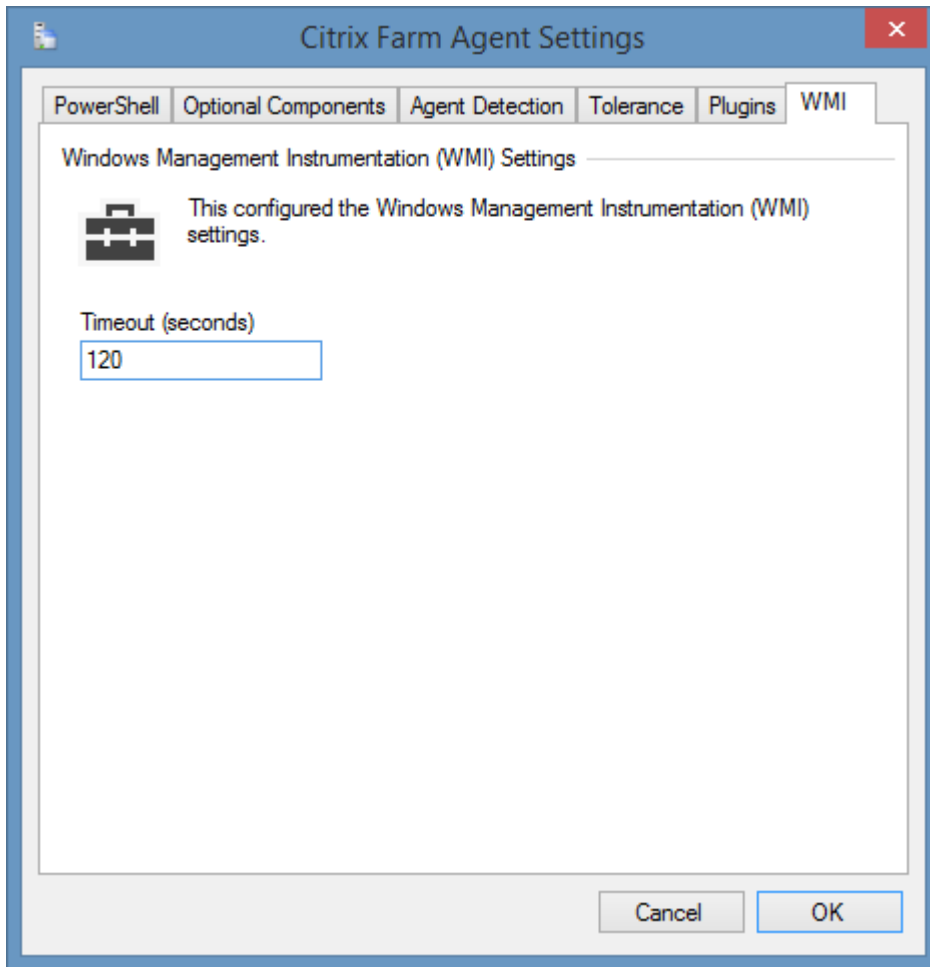 Citrix Farm Agent Settings
PowerShell Optional Components Agent Detection Tolerance Plugins WMI
Windows Management Instrumentation (WMI) Settings
This configured the Windows Management Instrumentation (WMI)
settings.
Timeout (seconds)
120
Cancel OK